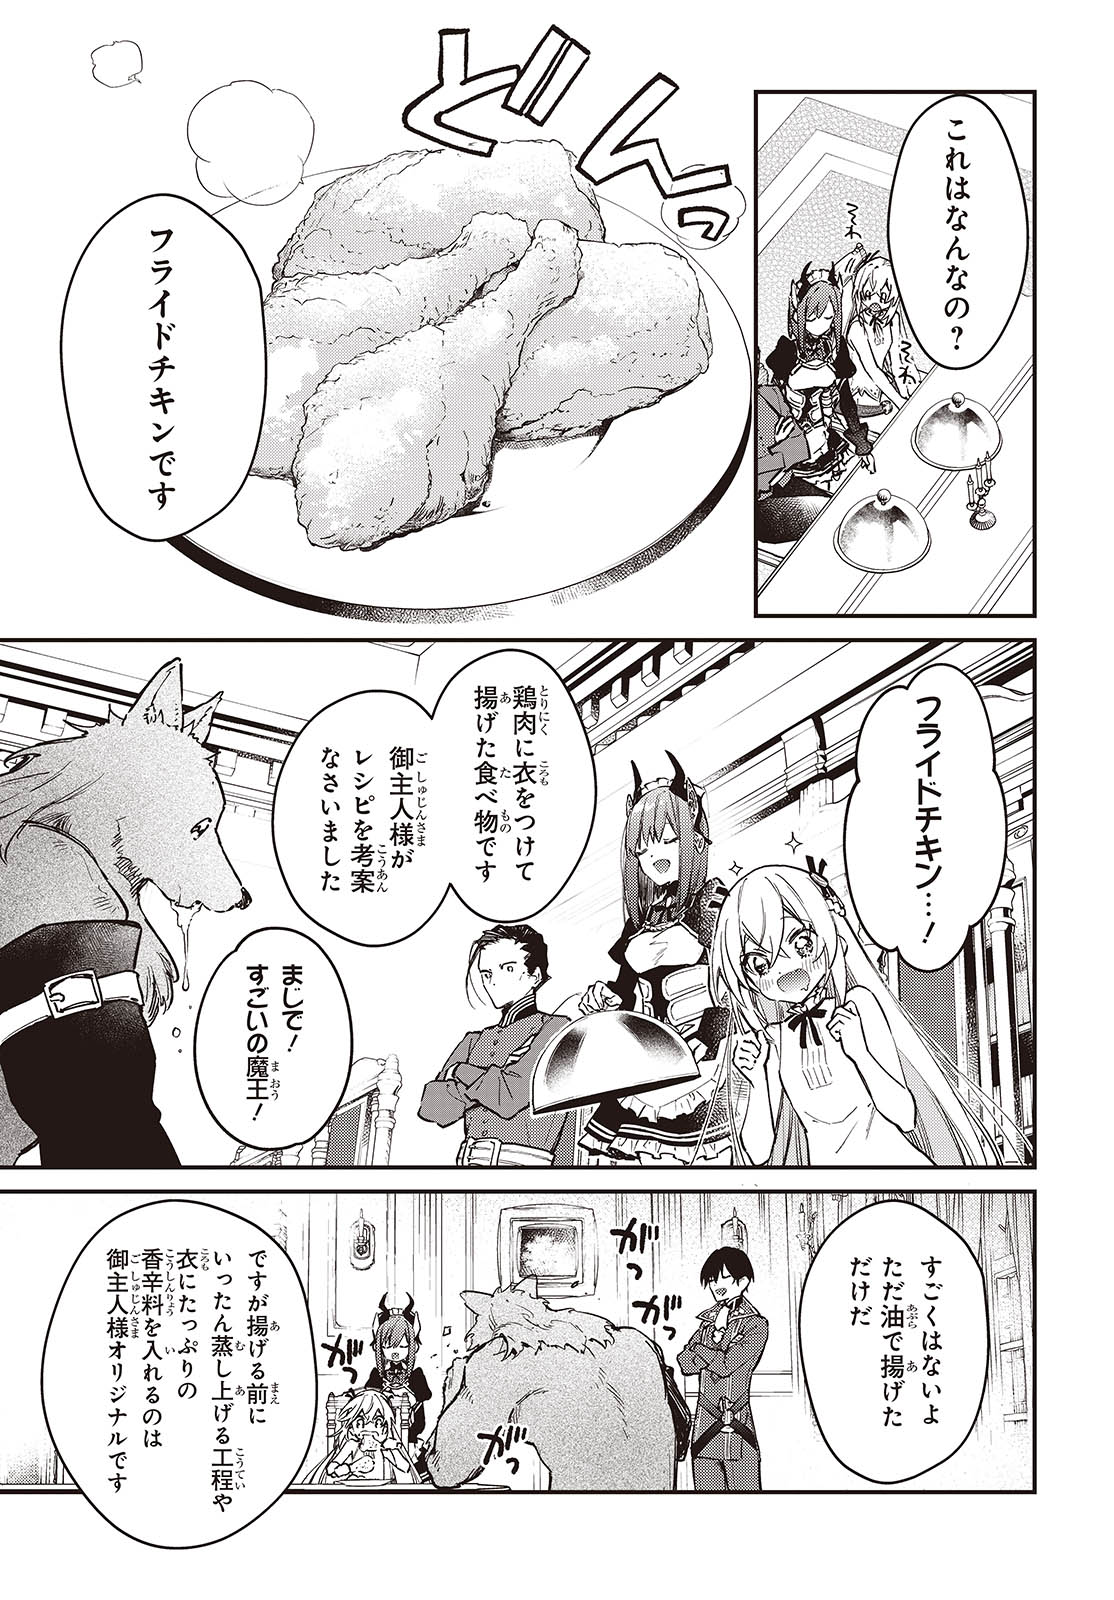 これはなんなの？
そわ
そわ
どんっ
フライドチキンです
フライドチキン…！
鶏肉に衣をつけて
揚げた食べ物です
御主人様が
レシピを考案
なさいました
まじで！
すごいの魔王！
すごくはないよ
ただ油で揚げた
だけだ
がっ
がっ
がっ
ですが揚げる前に
いったん蒸し上げる工程や
衣にたっぷりの
香辛料を入れるのは
御主人様オリジナルです